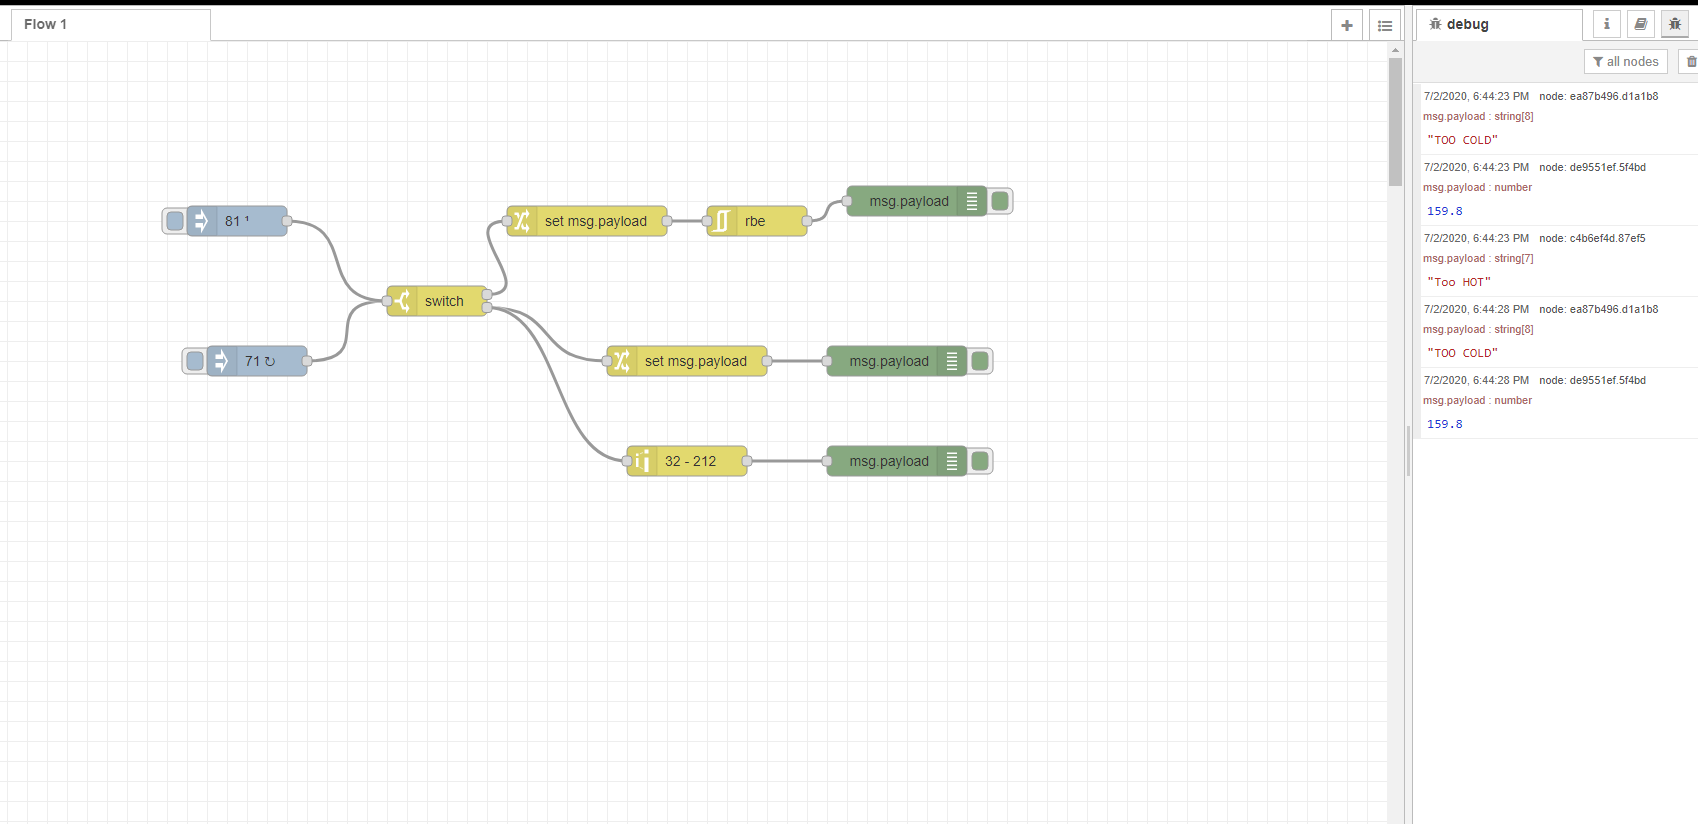 Flow 1
debug
all nodes
81 ¹
switch
71 ↻
set msg.payload
rbe
msg.payload
set msg.payload
msg.payload
32 - 212
msg.payload
7/2/2020, 6:44:23 PM node: ea87b496.d1a1b8
msg.payload : string[8]
"TOO COLD"
7/2/2020, 6:44:23 PM node: de9551ef.5f4bd
msg.payload : number
159.8
7/2/2020, 6:44:23 PM node: c4b6ef4d.87ef5
msg.payload : string[7]
"Too HOT"
7/2/2020, 6:44:28 PM node: ea87b496.d1a1b8
msg.payload : string[8]
"TOO COLD"
7/2/2020, 6:44:28 PM node: de9551ef.5f4bd
msg.payload : number
159.8